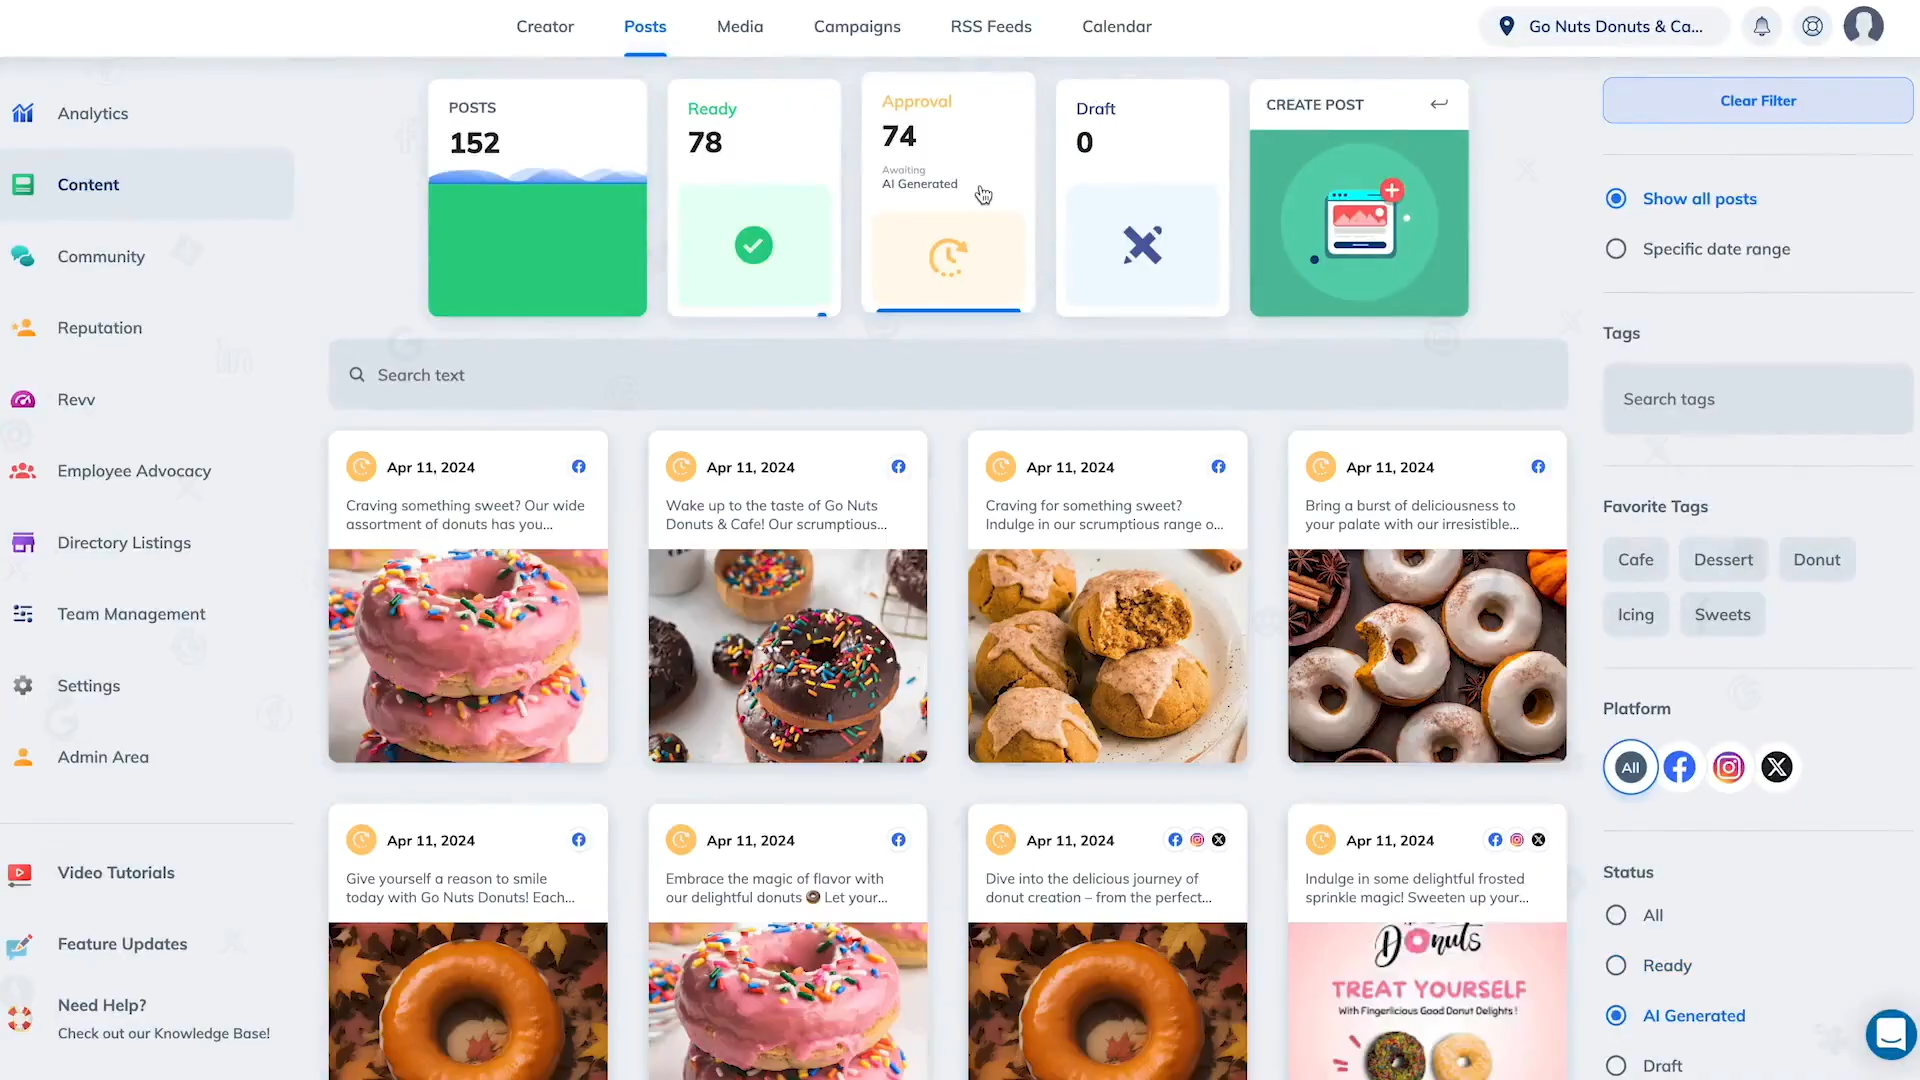 Creator
Posts
Media
Campaigns
RSS Feeds
Calendar
Go Nuts Donuts & Ca...
Analytics
Content
Community
Reputation
Revv
Employee Advocacy
Directory Listings
Team Management
Settings
Admin Area
Video Tutorials
Feature Updates
Need Help?
Check out our Knowledge Base!
POSTS
152
Ready
78
Approval
74
Awaiting
AI Generated
Draft
0
CREATE POST
Search text
Apr 11, 2024
Craving something sweet? Our wide
assortment of donuts has you...
Apr 11, 2024
Wake up to the taste of Go Nuts
Donuts & Cafe! Our scrumptious...
Apr 11, 2024
Craving for something sweet?
Indulge in our scrumptious range o...
Apr 11, 2024
Bring a burst of deliciousness to
your palate with our irresistible...
Apr 11, 2024
Give yourself a reason to smile
today with Go Nuts Donuts! Each...
Apr 11, 2024
Embrace the magic of flavor with
our delightful donuts 🍩 Let your...
Apr 11, 2024
Dive into the delicious journey of
donut creation – from the perfect...
Apr 11, 2024
Indulge in some delightful frosted
sprinkle magic! Sweeten up your...
Donuts
TREAT YOURSELF
With Fingerlicious Good Donut Delights!
Clear Filter
Show all posts
Specific date range
Tags
Search tags
Favorite Tags
Cafe
Dessert
Donut
Icing
Sweets
Platform
All
Status
All
Ready
AI Generated
Draft